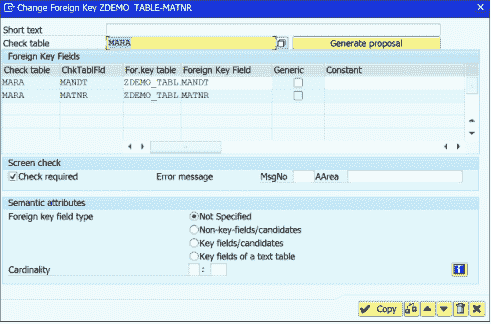 Change Foreign Key ZDEMO_TABLE-MATNR
Short text
Check table MARA Generate proposal
Foreign Key Fields
Check table ChkTablFld For.key table Foreign Key Field Generic Constant
MARA MANDT ZDEMO_TABL MANDT
MARA MATNR ZDEMO_TABL MATNR
Screen check
Check required Error message MsgNo AArea
Semantic attributes
Foreign key field type Not Specified
Non-key-fields/candidates
Key fields/candidates
Key fields of a text table
Cardinality :
Copy